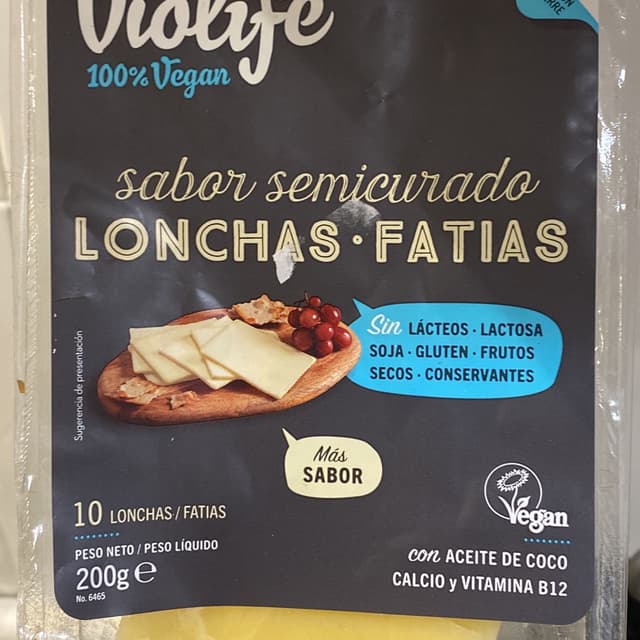 Violife
100% Vegan
sabor semicurado
LONCHAS · FATIAS
Sin LÁCTEOS · LACTOSA
SOJA · GLUTEN · FRUTOS
SECOS · CONSERVANTES
Sugerencia de presentación
Más
SABOR
10 LONCHAS / FATIAS
PESO NETO / PESO LÍQUIDO
200g e
No. 6465
Vegan
con ACEITE DE COCO
CALCIO y VITAMINA B12